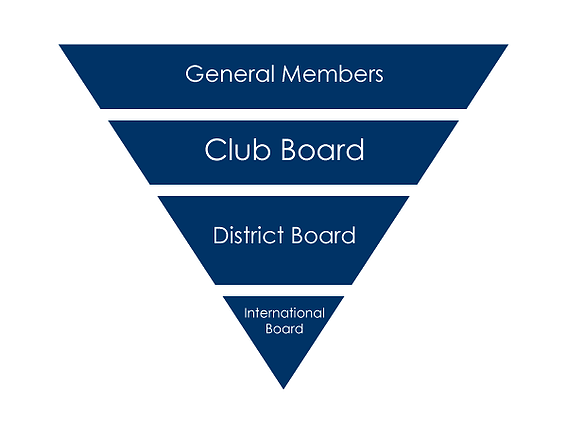 General Members
Club Board
District Board
International
Board